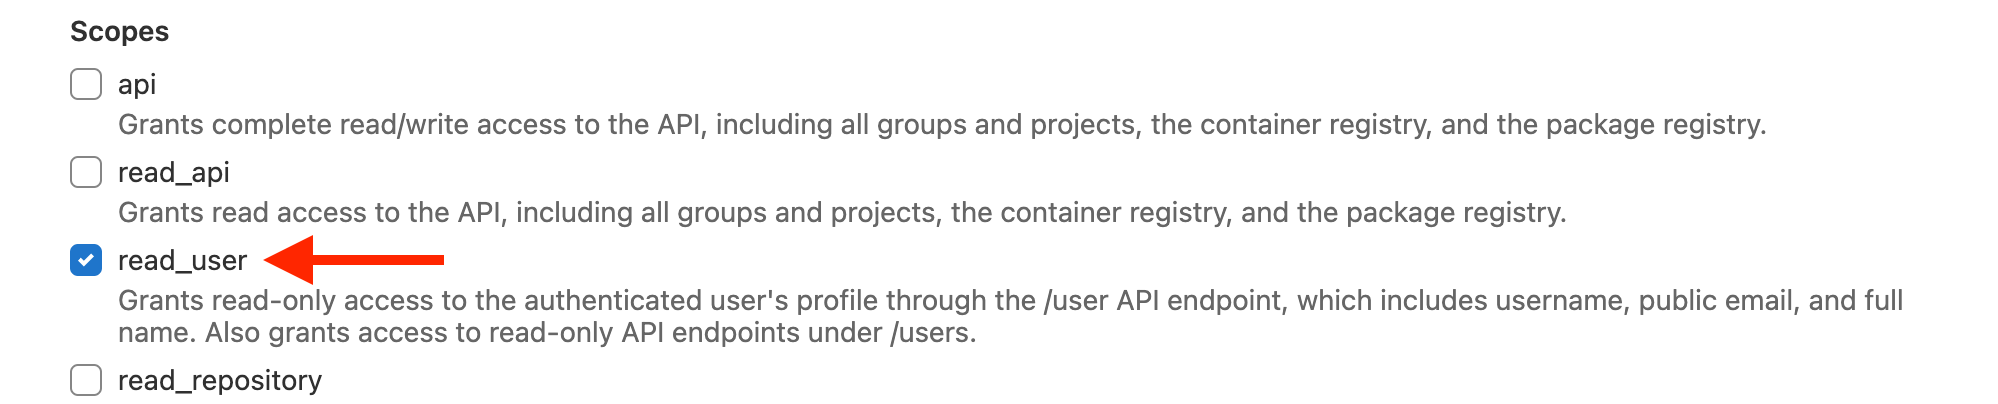 Scopes
api
Grants complete read/write access to the API, including all groups and projects, the container registry, and the package registry.
read_api
Grants read access to the API, including all groups and projects, the container registry, and the package registry.
read_user
Grants read-only access to the authenticated user's profile through the /user API endpoint, which includes username, public email, and full
name. Also grants access to read-only API endpoints under /users.
read_repository